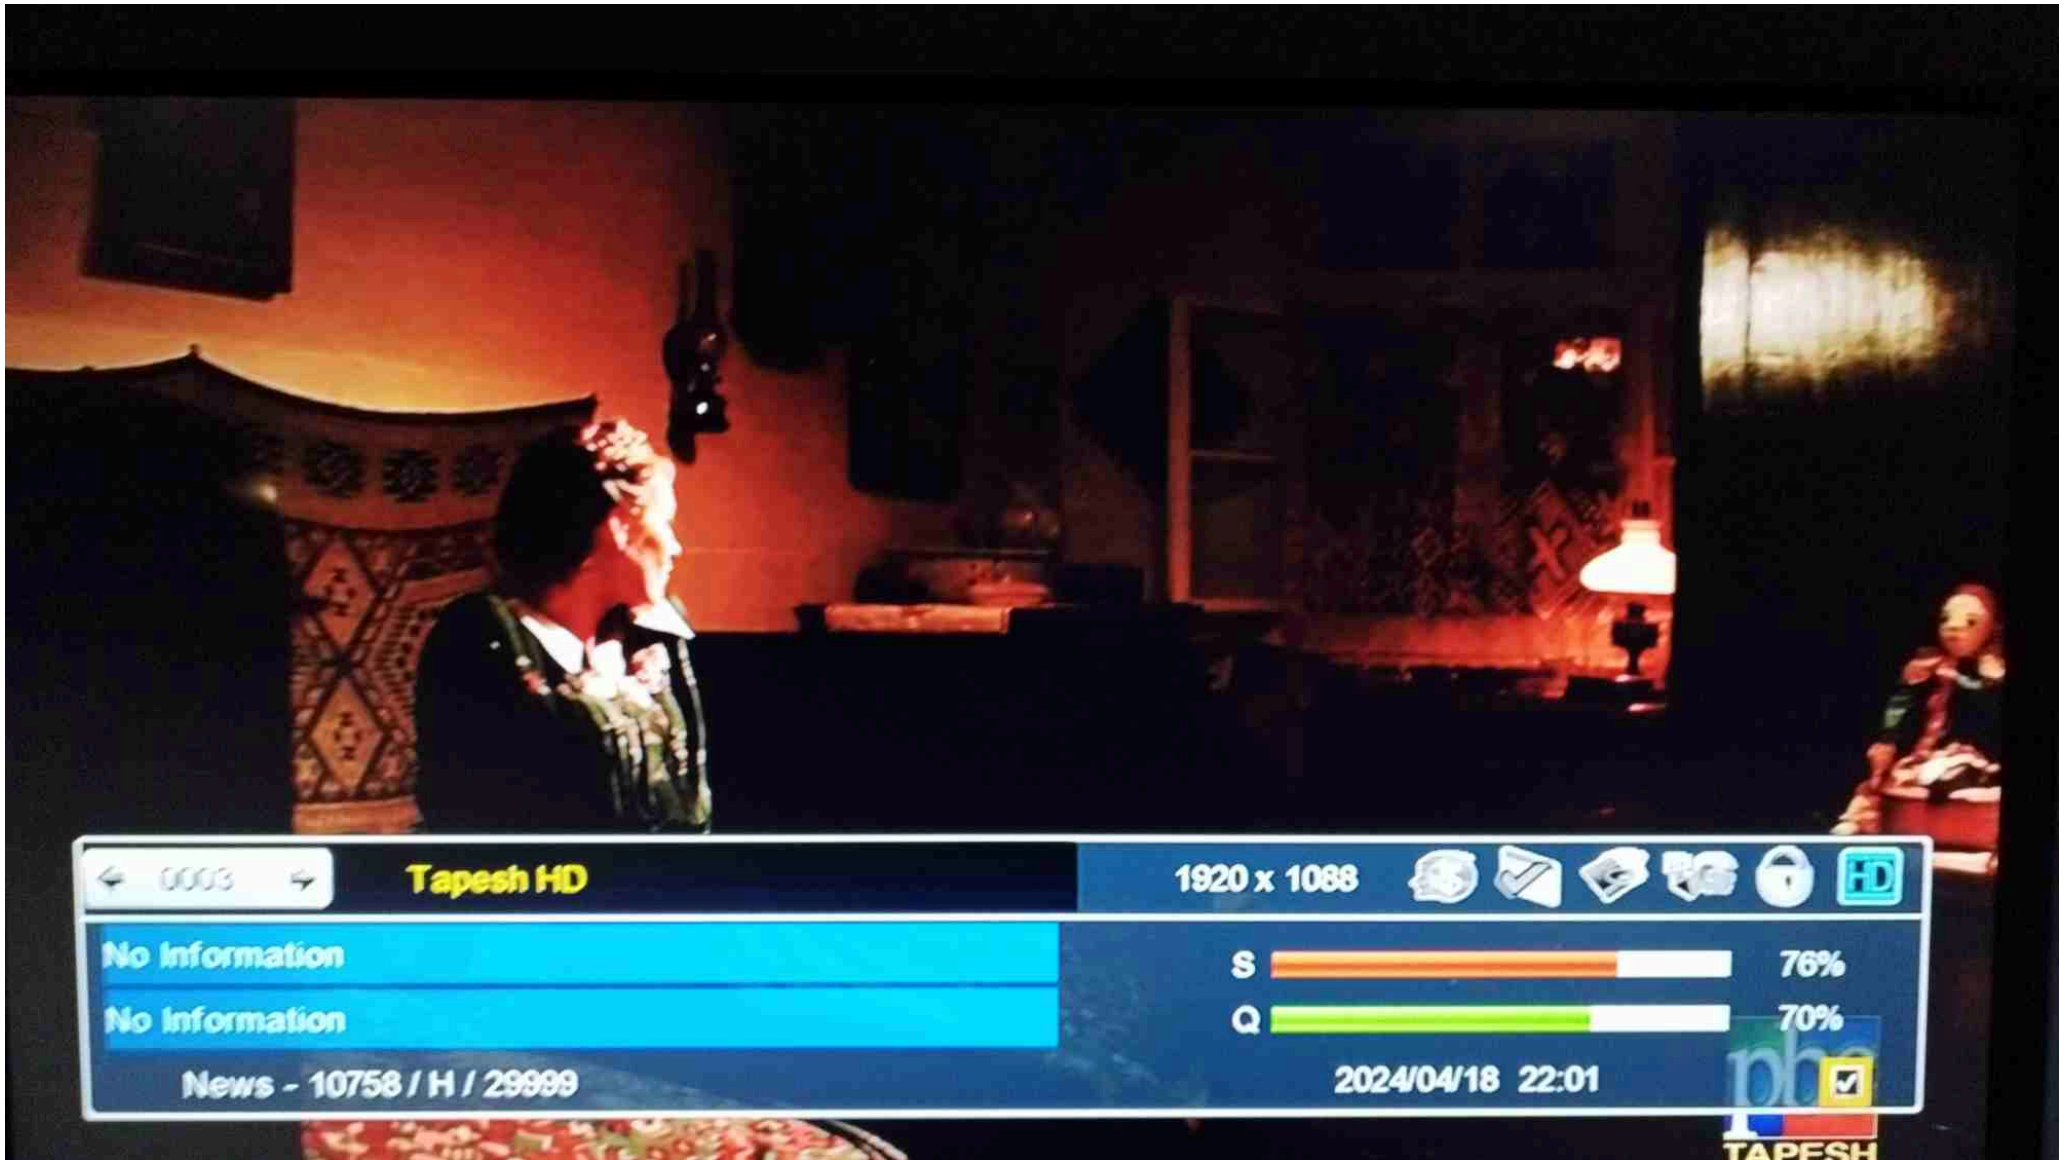 0003
Tapesh HD
1920 x 1088
HD
No Information
No Information
S 76%
Q 70%
News - 10758 / H / 29999
2024/04/18 22:01
TAPESH